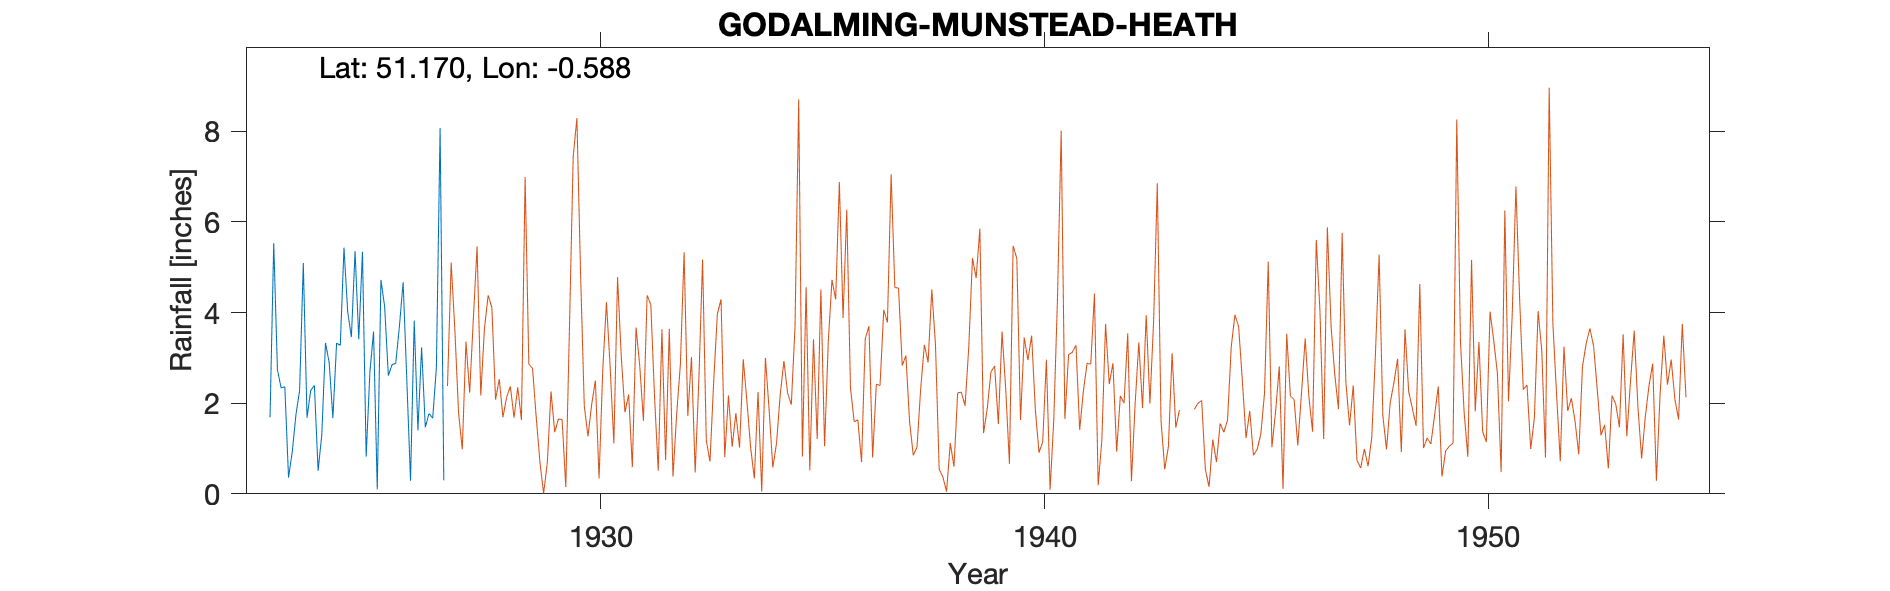 GODALMING-MUNSTEAD-HEATH
Lat: 51.170, Lon: -0.588
8
6
4
2
0
Rainfall [inches]
1930 1940 1950
Year